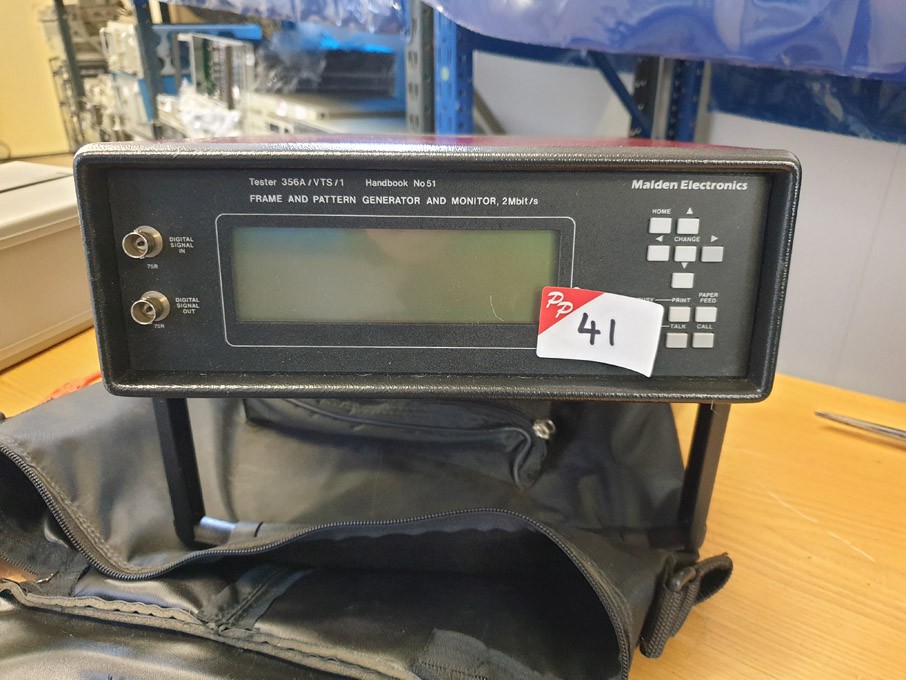 Tester 356A/VTS/1 Handbook No 51
FRAME AND PATTERN GENERATOR AND MONITOR, 2Mbit/s
Malden Electronics
DIGITAL
SIGNAL
IN
75R
DIGITAL
SIGNAL
OUT
75R
HOME
CHANGE
PRINT
PAPER
FEED
TALK
CALL
PP
41